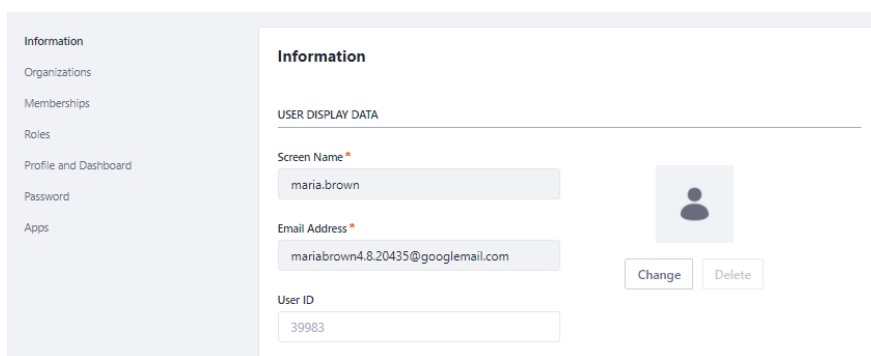 Information
Organizations
Memberships
Roles
Profile and Dashboard
Password
Apps
Information
USER DISPLAY DATA
Screen Name *
maria.brown
Email Address *
mariabrown4.8.20435@googlemail.com
User ID
39983
Change Delete